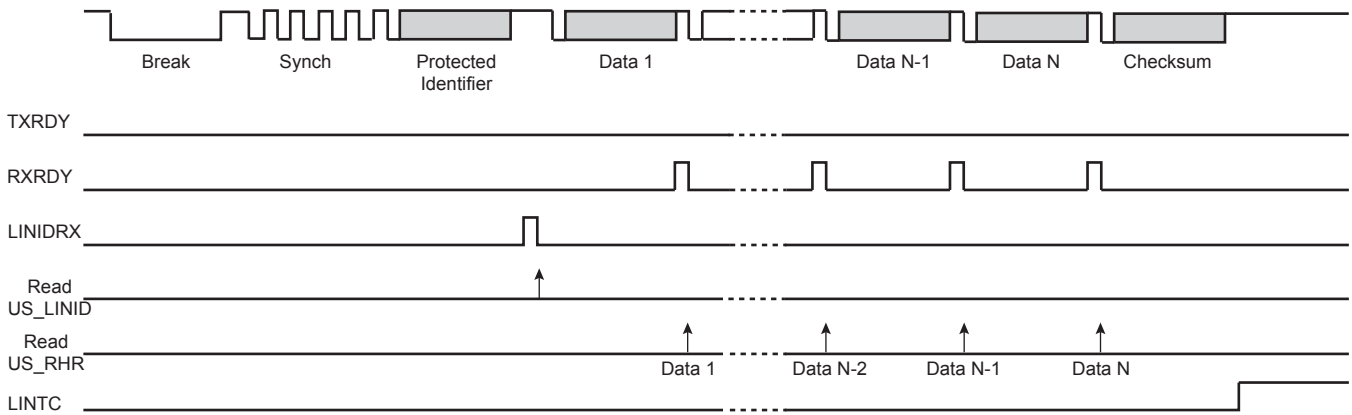 Break
Synch
Protected
Identifier
Data 1
Data N-1
Data N
Checksum
TXRDY
RXRDY
LINIDRX
Read
US_LINID
Read
US_RHR
Data 1
Data N-2
Data N-1
Data N
LINTC